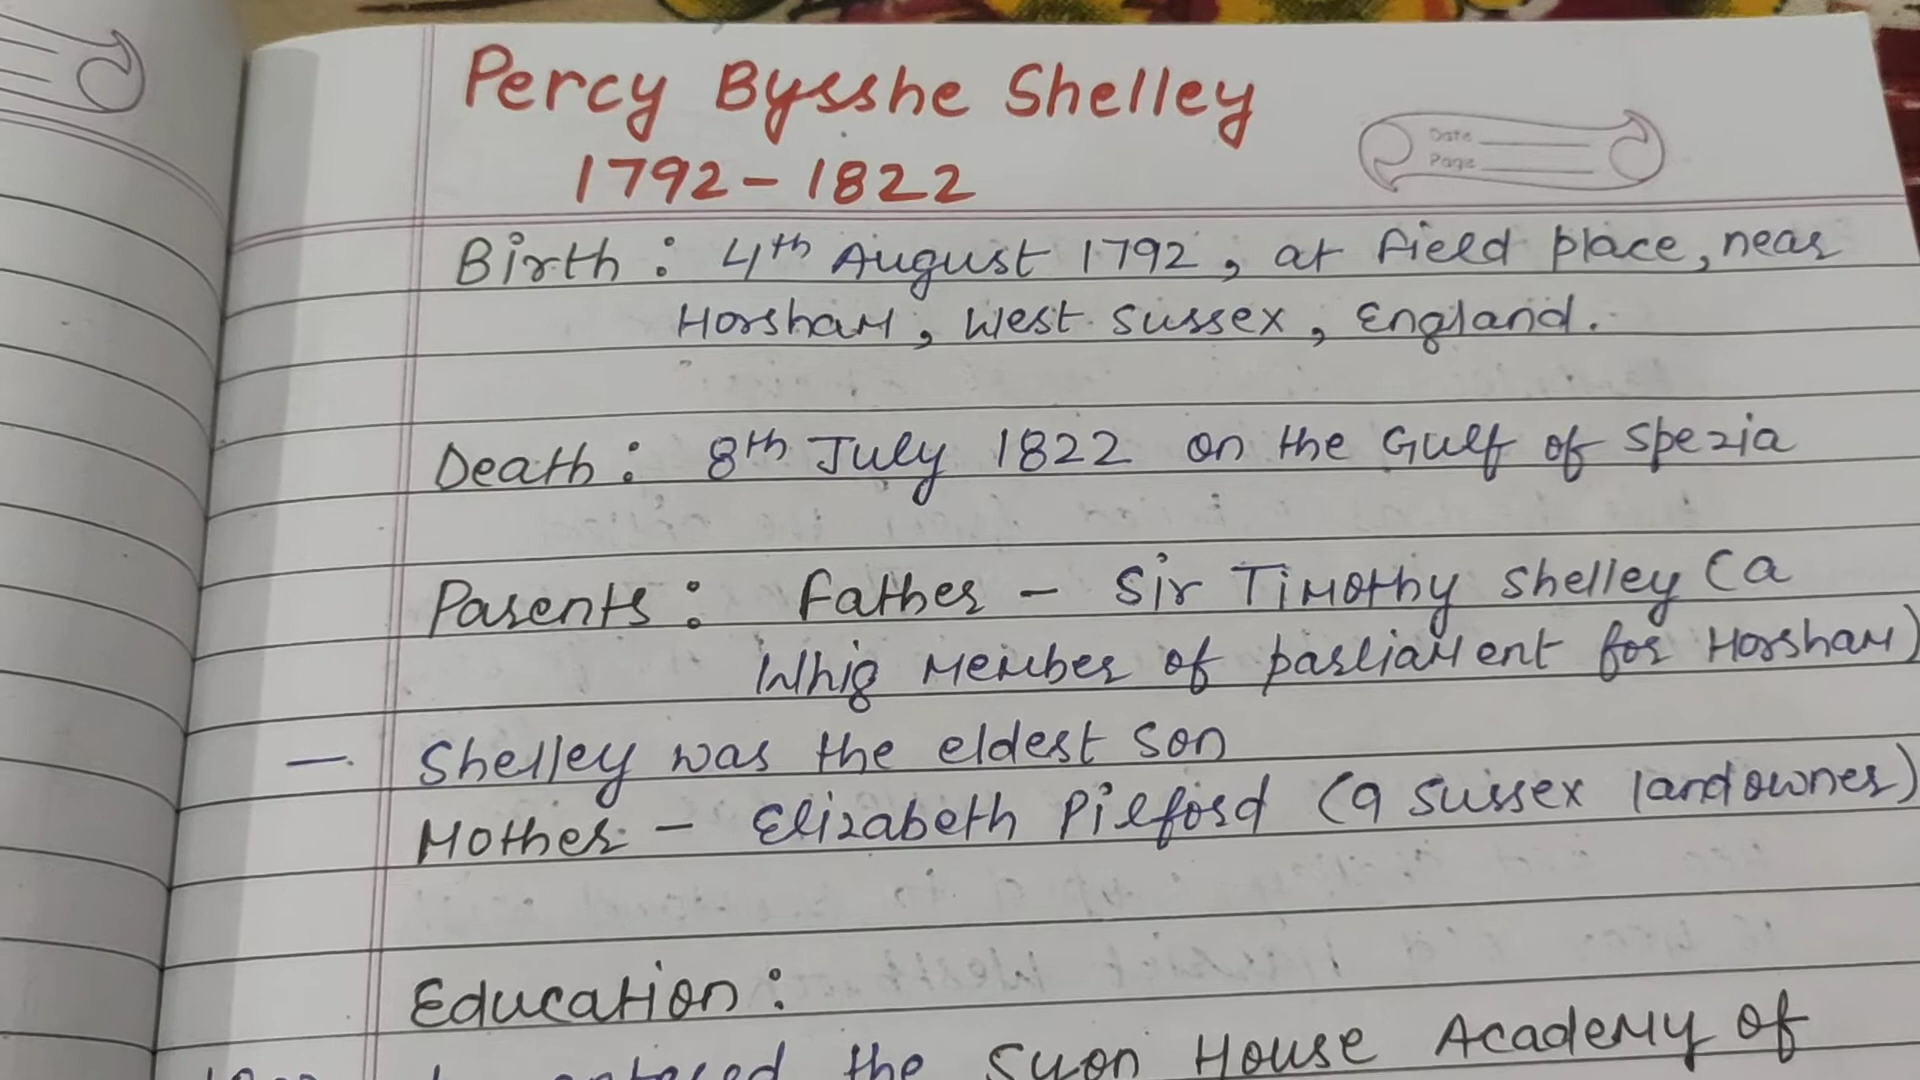 Percy Bysshe Shelley
Date
Page
1792-1822
Birth : 4th August 1792, at Field place, near
Horsham, West Sussex, England.
Death : 8th July 1822 on the Gulf of Spezia
Parents : Father - Sir Timothy Shelley (a
Whig Member of parliament for Horsham)
— Shelley was the eldest son
Mother - Elizabeth Pilford (a Sussex landowner)
Education :
entered the Syon House Academy of